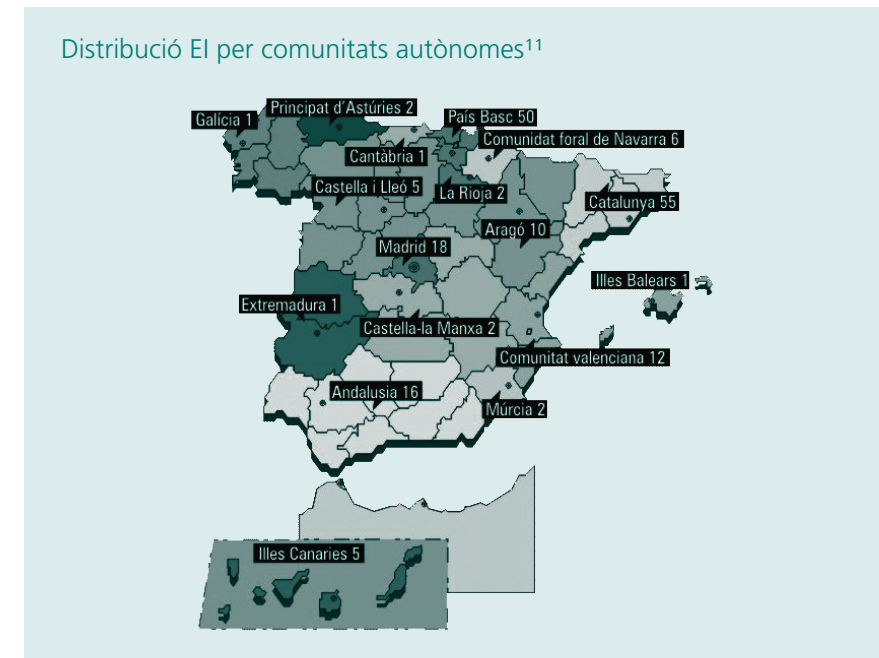 Distribució EI per comunitats autònomes¹¹
Principat d'Astúries 2
Galícia 1
País Basc 50
Comunidat foral de Navarra 6
Cantàbria 1
Castella i Lleó 5
La Rioja 2
Catalunya 55
Aragó 10
Madrid 18
Illes Balears 1
Extremadura 1
Castella-la Manxa 2
Comunitat valenciana 12
Andalusia 16
Múrcia 2
Illes Canaries 5